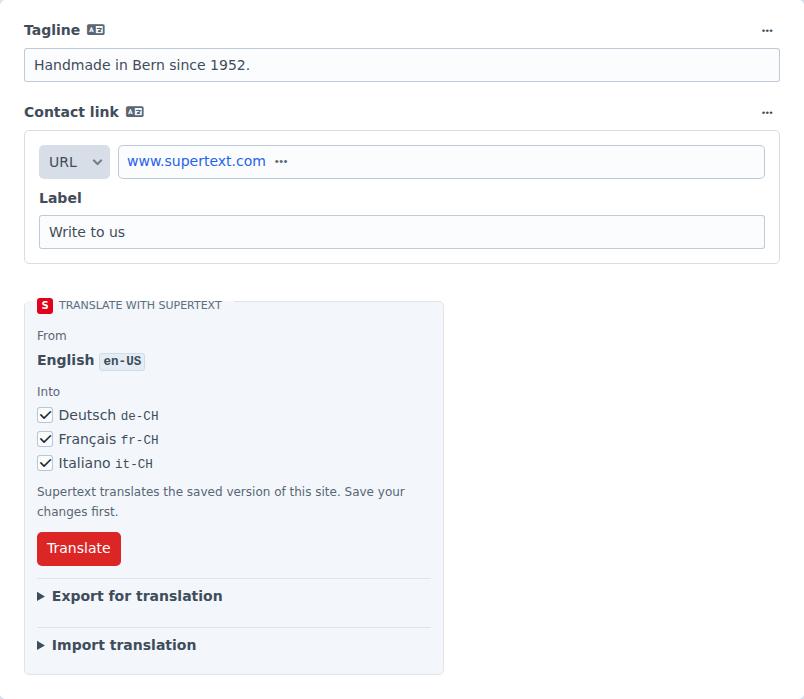 Tagline
Handmade in Bern since 1952.
Contact link
URL
www.supertext.com
Label
Write to us
S TRANSLATE WITH SUPERTEXT
From
English en-US
Into
Deutsch de-CH
Français fr-CH
Italiano it-CH
Supertext translates the saved version of this site. Save your
changes first.
Translate
Export for translation
Import translation